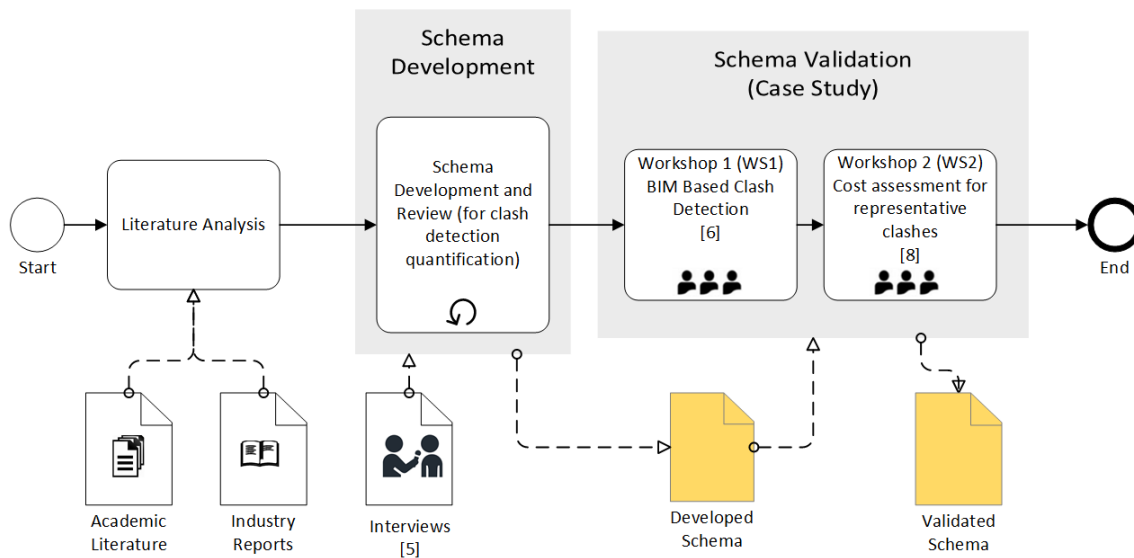 Schema
Development
Schema Validation
(Case Study)
Start
Literature Analysis
Schema
Development and
Review (for clash
detection
quantification)
Workshop 1 (WS1)
BIM Based Clash
Detection
[6]
Workshop 2 (WS2)
Cost assessment for
representative
clashes
[8]
End
Academic
Literature
Industry
Reports
Interviews
[5]
Developed
Schema
Validated
Schema